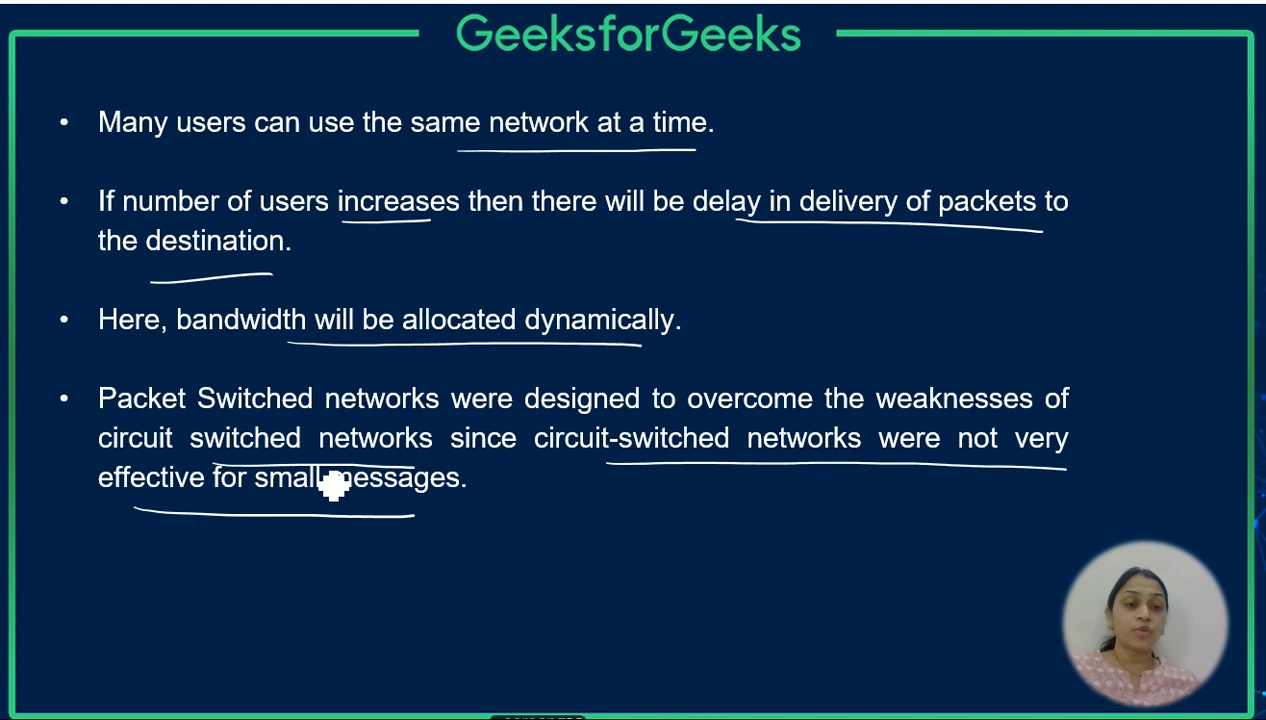 GeeksforGeeks
• Many users can use the same network at a time.
• If number of users increases then there will be delay in delivery of packets to
the destination.
• Here, bandwidth will be allocated dynamically.
• Packet Switched networks were designed to overcome the weaknesses of
circuit switched networks since circuit-switched networks were not very
effective for small messages.